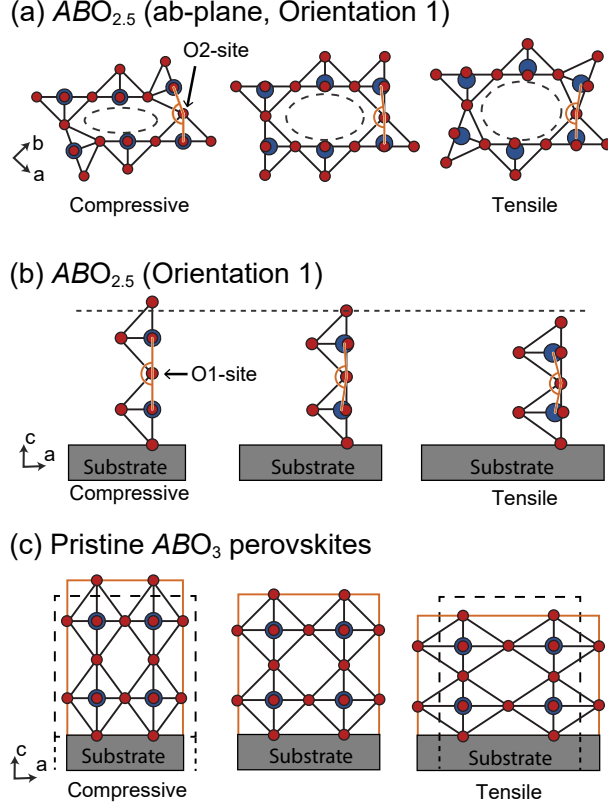 (a) ABO2.5 (ab-plane, Orientation 1)
O2-site
b
a
Compressive
Tensile
(b) ABO2.5 (Orientation 1)
O1-site
c
a
Substrate
Substrate
Substrate
Compressive
Tensile
(c) Pristine ABO3 perovskites
c
a
Substrate
Substrate
Substrate
Compressive
Tensile